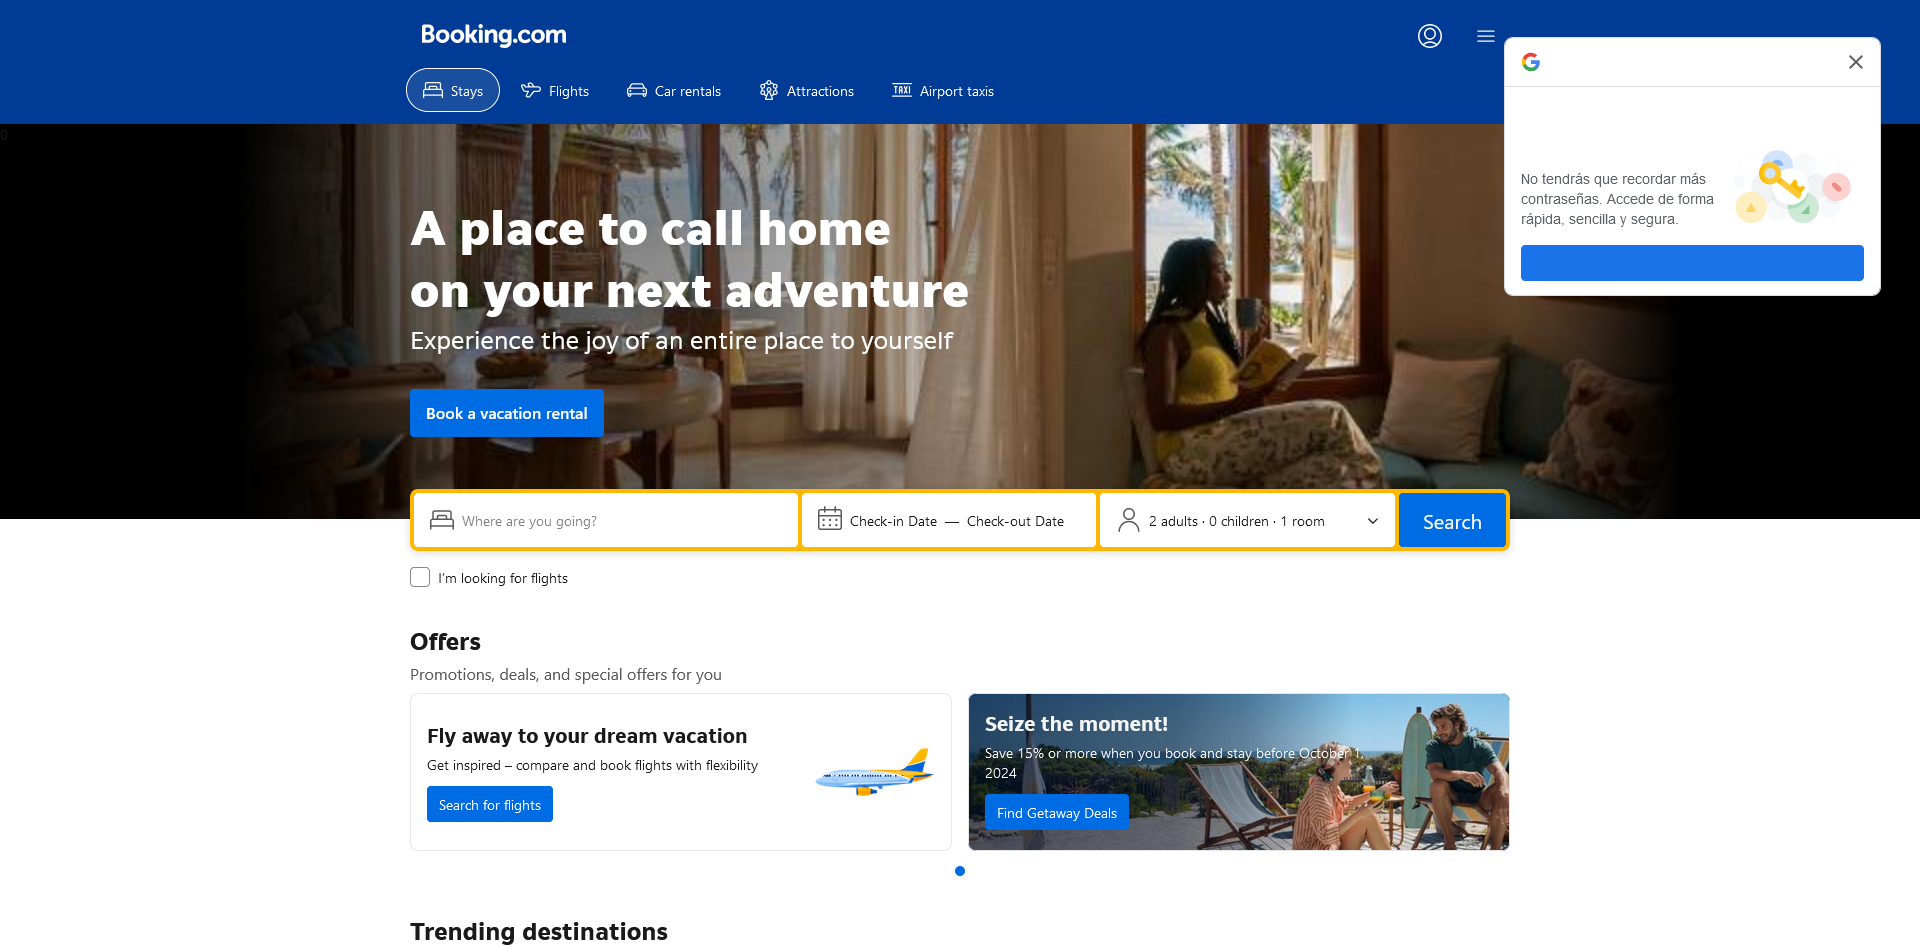 Booking.com
Stays
Flights
Car rentals
Attractions
Airport taxis
No tendrás que recordar más
contraseñas. Accede de forma
rápida, sencilla y segura.
0
A place to call home
on your next adventure
Experience the joy of an entire place to yourself
Book a vacation rental
Where are you going?
Check-in Date — Check-out Date
2 adults · 0 children · 1 room
Search
I'm looking for flights
Offers
Promotions, deals, and special offers for you
Fly away to your dream vacation
Get inspired – compare and book flights with flexibility
Search for flights
Seize the moment!
Save 15% or more when you book and stay before October 1,
2024
Find Getaway Deals
Trending destinations